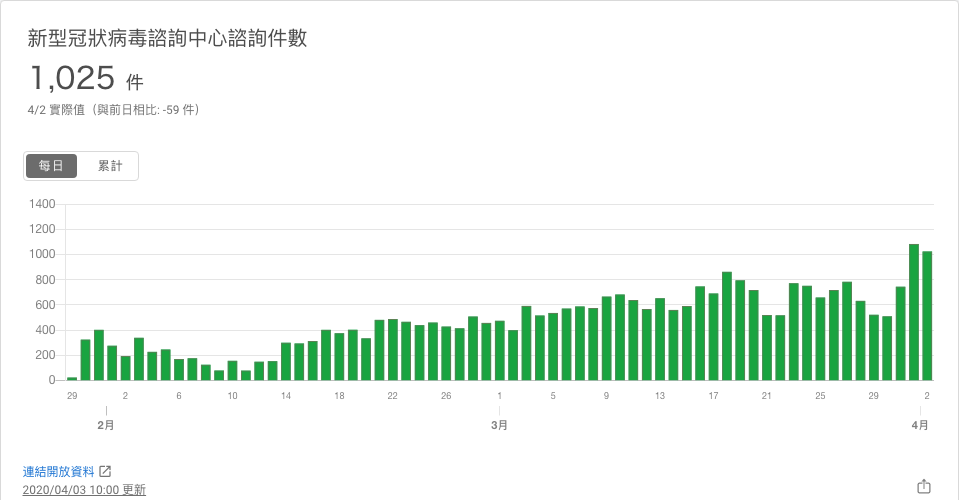 新型冠狀病毒諮詢中心諮詢件數
1,025 件
4/2 實際值（與前日相比: -59 件）
每日 累計
1400
1200
1000
800
600
400
200
0
29 2 6 10 14 18 22 26 1 5 9 13 17 21 25 29 2
2月 3月 4月
連結開放資料
2020/04/03 10:00 更新